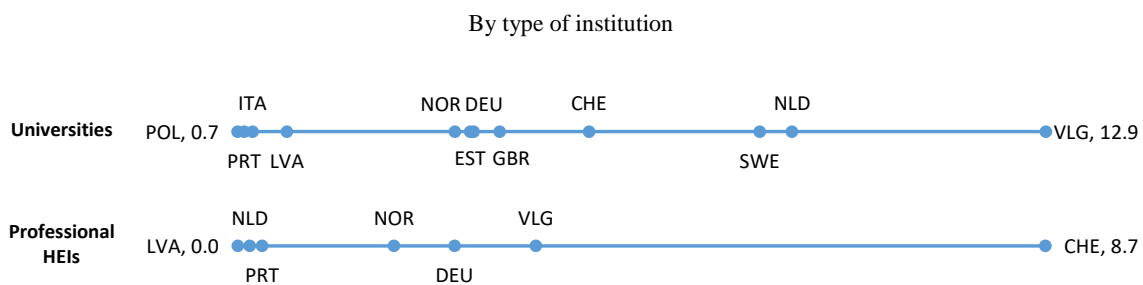 By type of institution
ITA NOR DEU CHE NLD
Universities POL, 0.7 VLG, 12.9
PRT LVA EST GBR SWE
NLD NOR VLG
Professional HEIs LVA, 0.0 CHE, 8.7
PRT DEU